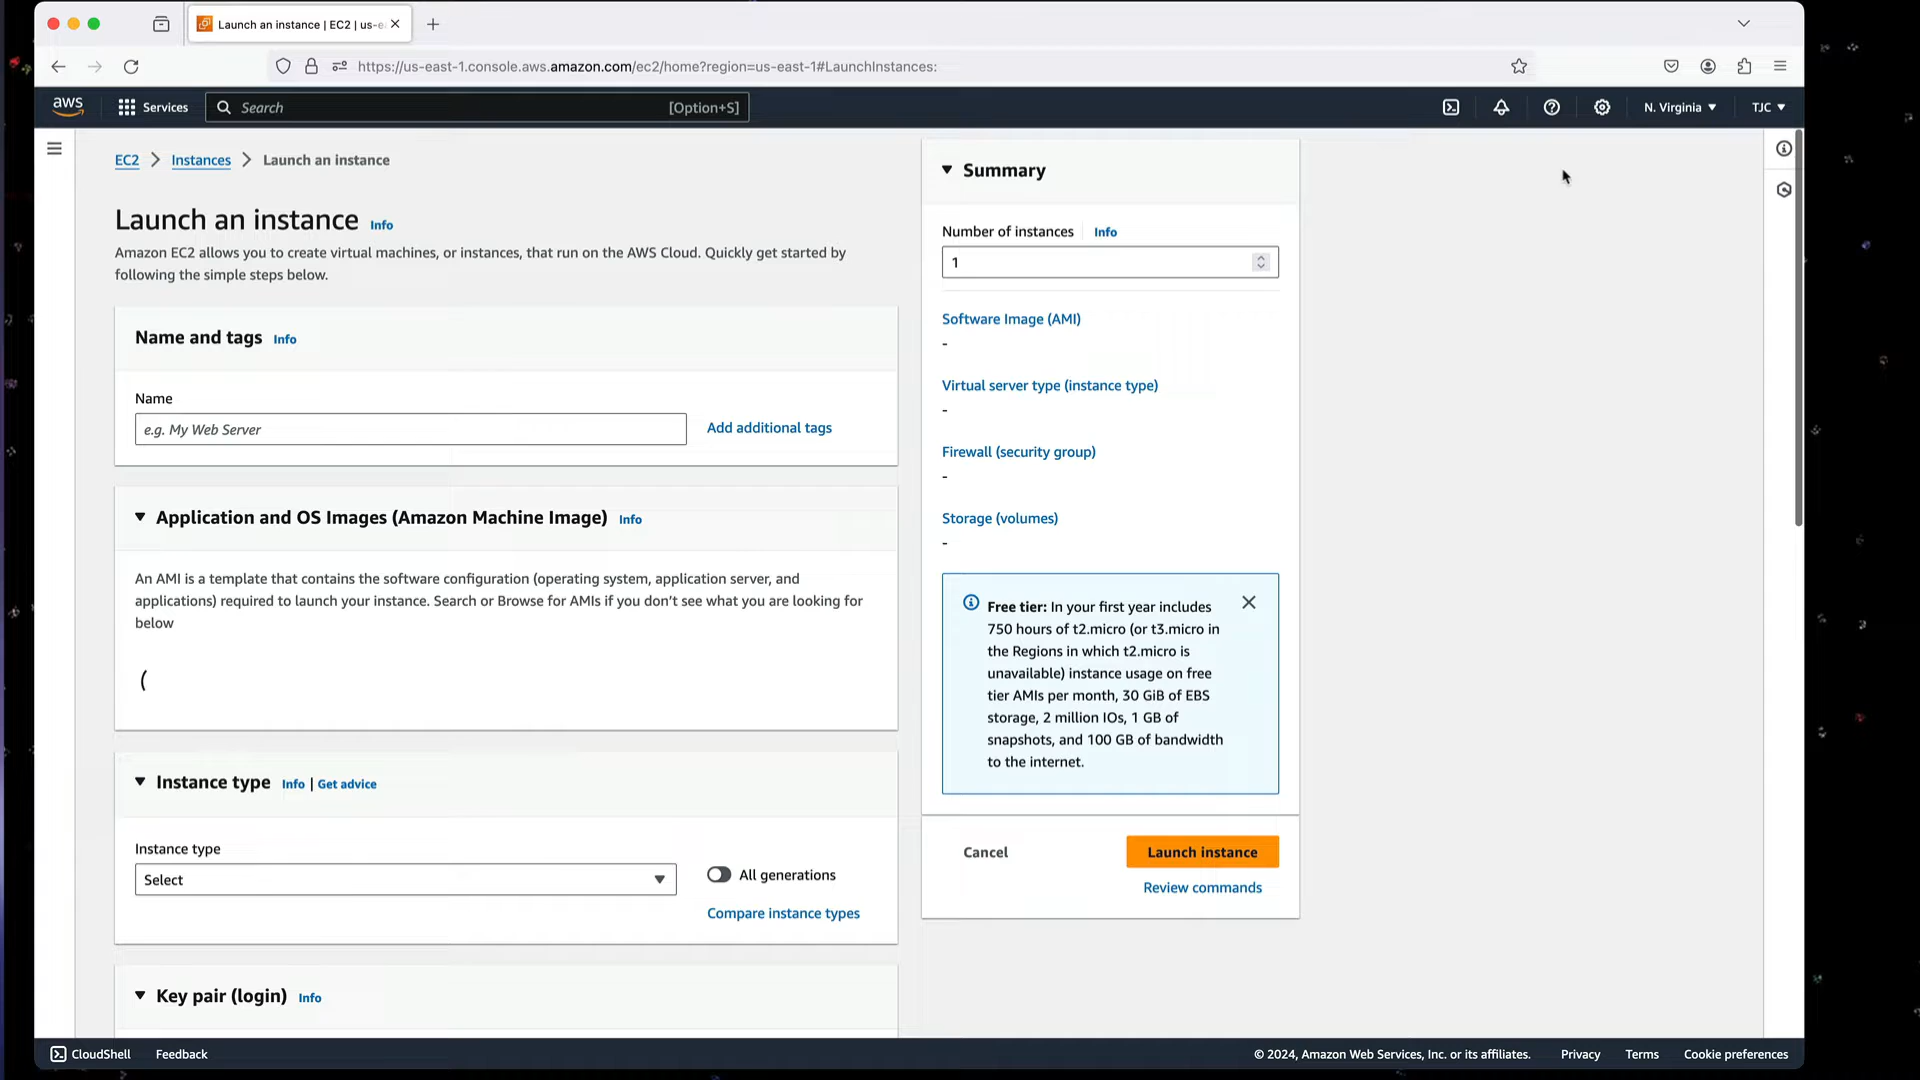 Launch an instance | EC2 | us-e
https://us-east-1.console.aws.amazon.com/ec2/home?region=us-east-1#LaunchInstances:
aws
Services
Search
[Option+S]
N. Virginia
TJC
EC2
Instances
Launch an instance
Launch an instance Info
Amazon EC2 allows you to create virtual machines, or instances, that run on the AWS Cloud. Quickly get started by
following the simple steps below.
Name and tags Info
Name
e.g. My Web Server
Add additional tags
Application and OS Images (Amazon Machine Image) Info
An AMI is a template that contains the software configuration (operating system, application server, and
applications) required to launch your instance. Search or Browse for AMIs if you don’t see what you are looking for
below
Instance type Info | Get advice
Instance type
Select
All generations
Compare instance types
Key pair (login) Info
Summary
Number of instances Info
1
Software Image (AMI)
-
Virtual server type (instance type)
-
Firewall (security group)
-
Storage (volumes)
-
Free tier: In your first year includes
750 hours of t2.micro (or t3.micro in
the Regions in which t2.micro is
unavailable) instance usage on free
tier AMIs per month, 30 GiB of EBS
storage, 2 million IOs, 1 GB of
snapshots, and 100 GB of bandwidth
to the internet.
Cancel
Launch instance
Review commands
CloudShell
Feedback
© 2024, Amazon Web Services, Inc. or its affiliates.
Privacy
Terms
Cookie preferences